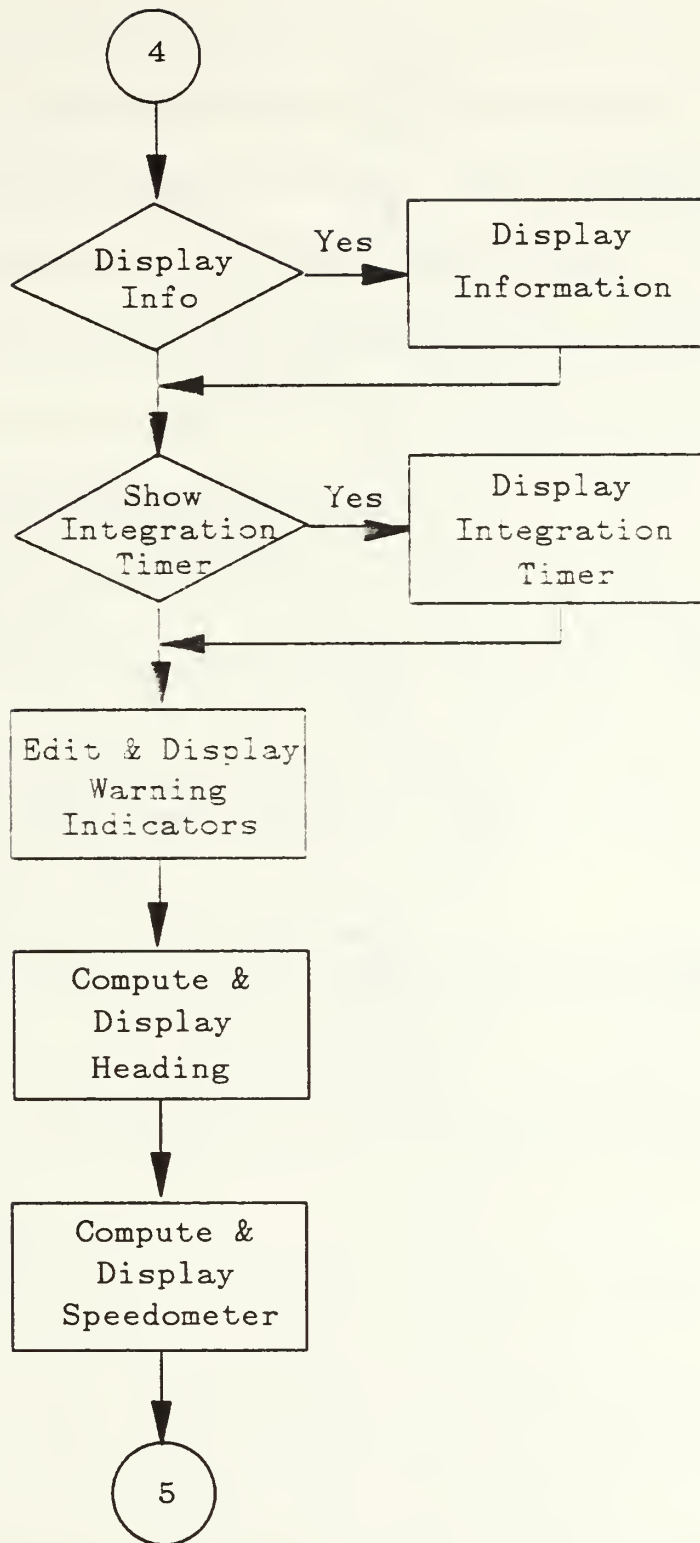 4
Display
Info
Yes
Display
Information
Show
Integration
Timer
Yes
Display
Integration
Timer
Edit & Display
Warning
Indicators
Compute &
Display
Heading
Compute &
Display
Speedometer
5